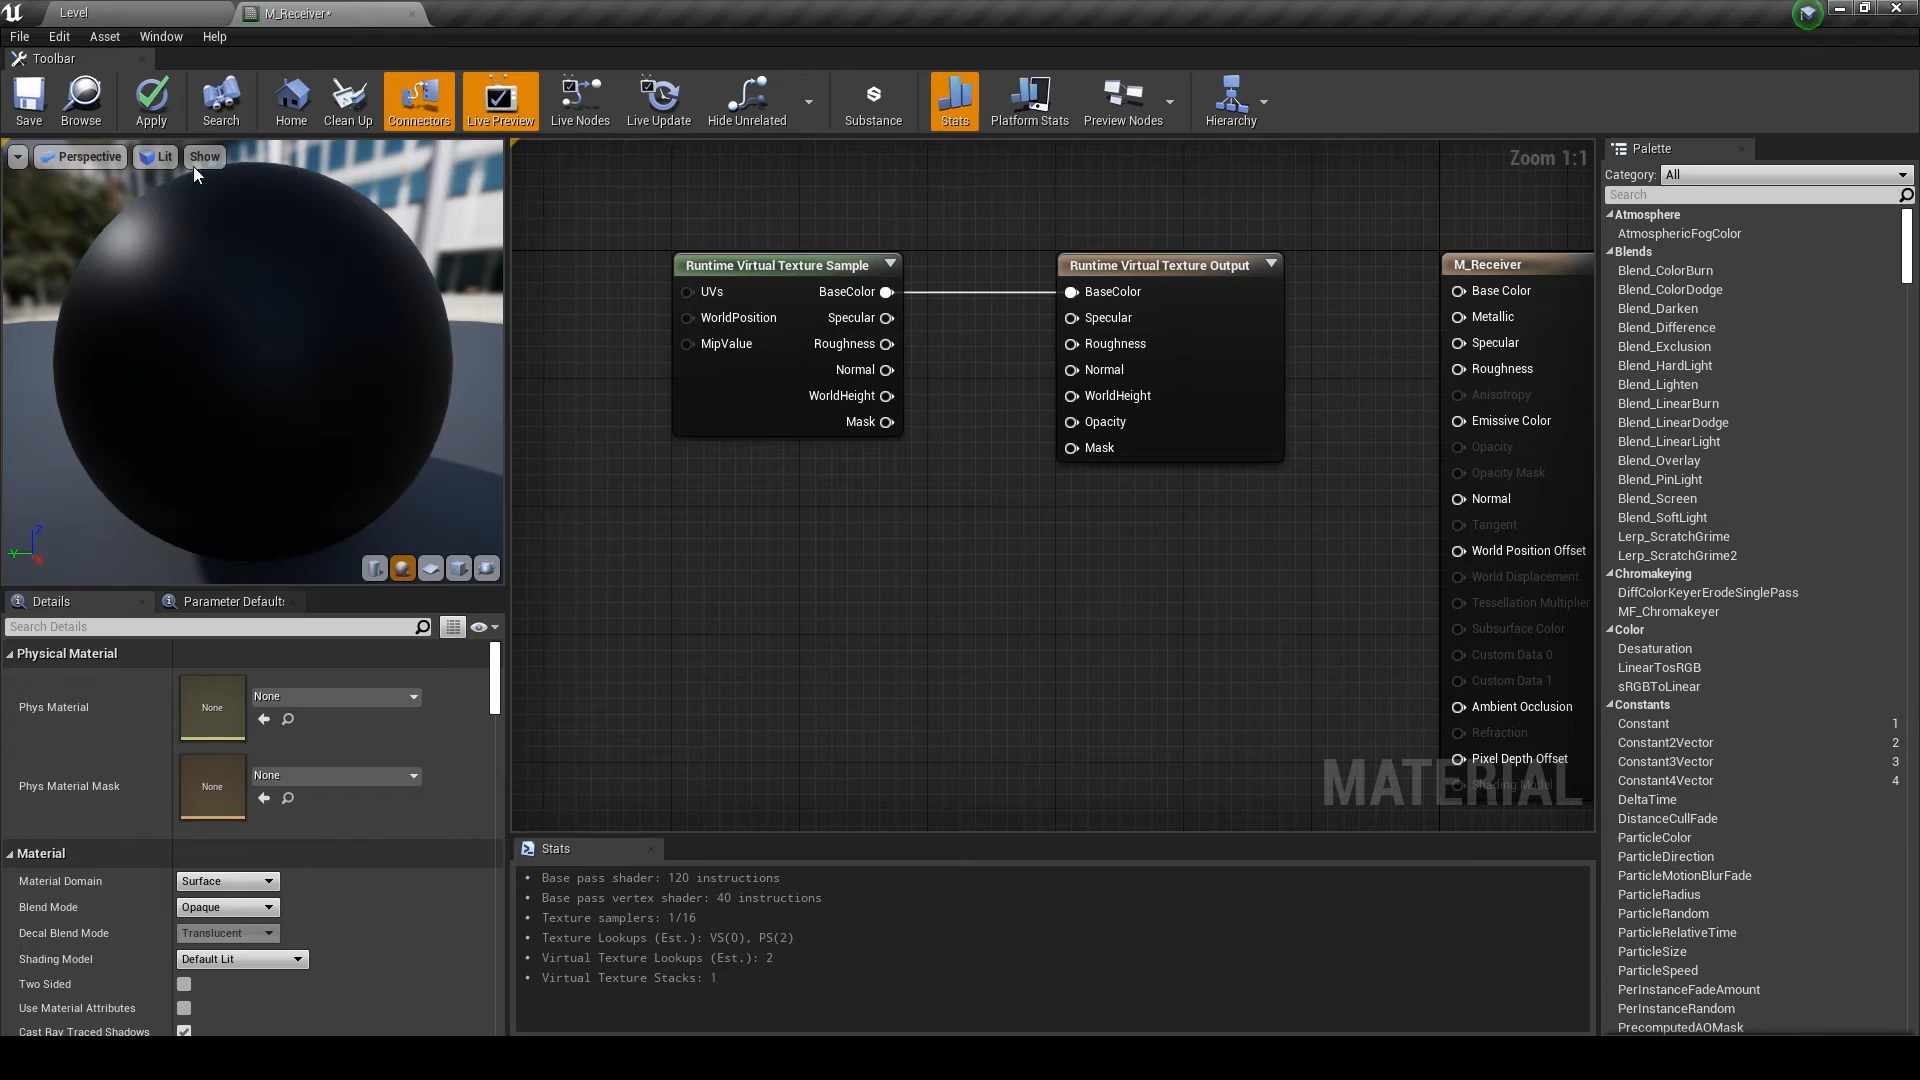 Level
M_Receiver*
File Edit Asset Window Help
Toolbar
Save Browse Apply Search Home Clean Up Connectors Live Preview Live Nodes Live Update Hide Unrelated Substance Stats Platform Stats Preview Nodes Hierarchy
Perspective Lit Show
Z
Y
X
Details
Parameter Defaults
Search Details
Physical Material
Phys Material
None
None
Phys Material Mask
None
None
Material
Material Domain Surface
Blend Mode Opaque
Decal Blend Mode Translucent
Shading Model Default Lit
Two Sided
Use Material Attributes
Cast Ray Traced Shadows
Zoom 1:1
Runtime Virtual Texture Sample
UVs BaseColor
WorldPosition Specular
MipValue Roughness
Normal
WorldHeight
Mask
Runtime Virtual Texture Output
BaseColor
Specular
Roughness
Normal
WorldHeight
Opacity
Mask
M_Receiver
Base Color
Metallic
Specular
Roughness
Anisotropy
Emissive Color
Opacity
Opacity Mask
Normal
Tangent
World Position Offset
World Displacement
Tessellation Multiplier
Subsurface Color
Custom Data 0
Custom Data 1
Ambient Occlusion
Refraction
Pixel Depth Offset
Shading Model
MATERIAL
Stats
Base pass shader: 120 instructions
Base pass vertex shader: 40 instructions
Texture samplers: 1/16
Texture Lookups (Est.): VS(0), PS(2)
Virtual Texture Lookups (Est.): 2
Virtual Texture Stacks: 1
Palette
Category: All
Search
Atmosphere
AtmosphericFogColor
Blends
Blend_ColorBurn
Blend_ColorDodge
Blend_Darken
Blend_Difference
Blend_Exclusion
Blend_HardLight
Blend_Lighten
Blend_LinearBurn
Blend_LinearDodge
Blend_LinearLight
Blend_Overlay
Blend_PinLight
Blend_Screen
Blend_SoftLight
Lerp_ScratchGrime
Lerp_ScratchGrime2
Chromakeying
DiffColorKeyerErodeSinglePass
MF_Chromakeyer
Color
Desaturation
LinearTosRGB
sRGBToLinear
Constants
Constant 1
Constant2Vector 2
Constant3Vector 3
Constant4Vector 4
DeltaTime
DistanceCullFade
ParticleColor
ParticleDirection
ParticleMotionBlurFade
ParticleRadius
ParticleRandom
ParticleRelativeTime
ParticleSize
ParticleSpeed
PerInstanceFadeAmount
PerInstanceRandom
PrecomputedAOMask